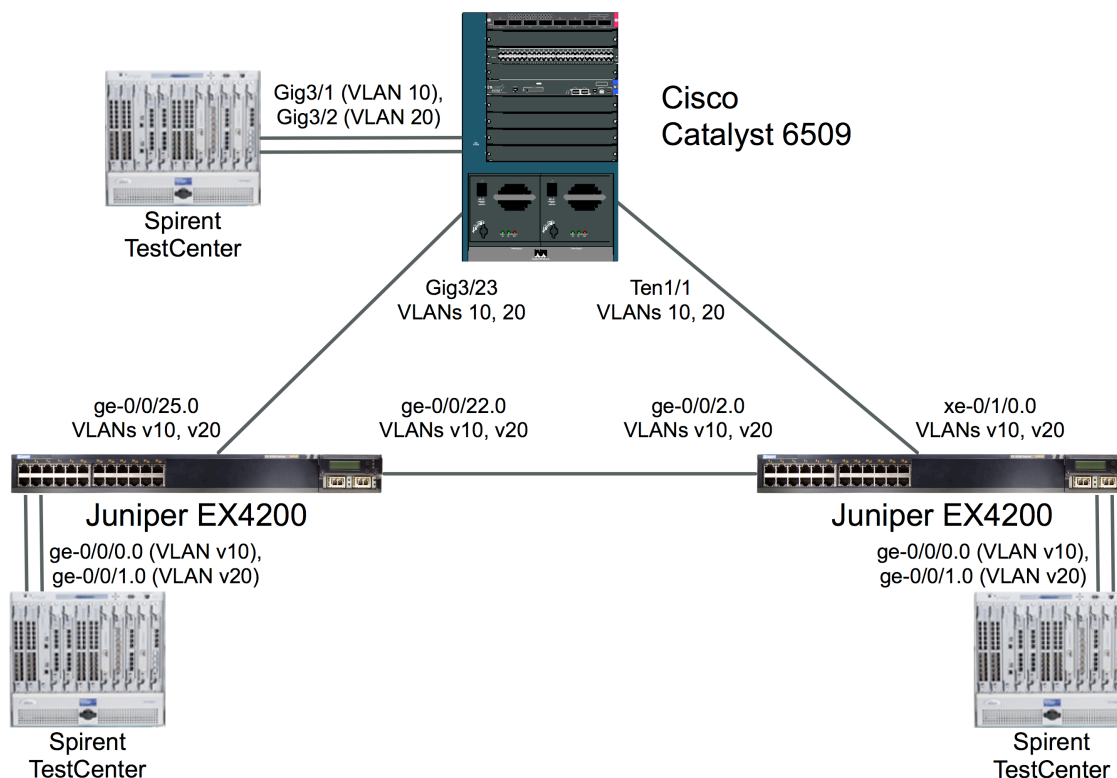 Gig3/1 (VLAN 10),
Gig3/2 (VLAN 20)
Cisco
Catalyst 6509
Spirent
TestCenter
Gig3/23
VLANs 10, 20
Ten1/1
VLANs 10, 20
ge-0/0/25.0
VLANs v10, v20
ge-0/0/22.0
VLANs v10, v20
ge-0/0/2.0
VLANs v10, v20
xe-0/1/0.0
VLANs v10, v20
Juniper EX4200
Juniper EX4200
ge-0/0/0.0 (VLAN v10),
ge-0/0/1.0 (VLAN v20)
ge-0/0/0.0 (VLAN v10),
ge-0/0/1.0 (VLAN v20)
Spirent
TestCenter
Spirent
TestCenter